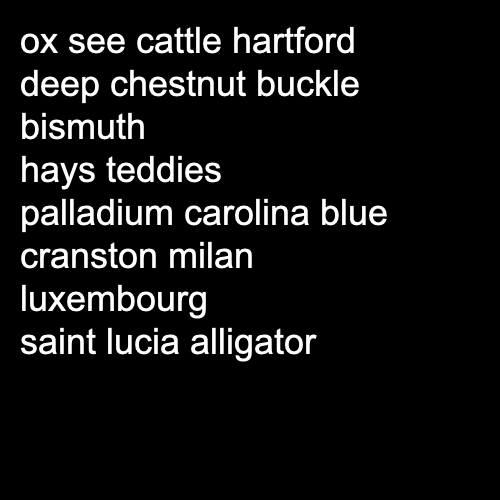 ox see cattle hartford
deep chestnut buckle
bismuth
hays teddies
palladium carolina blue
cranston milan
luxembourg
saint lucia alligator